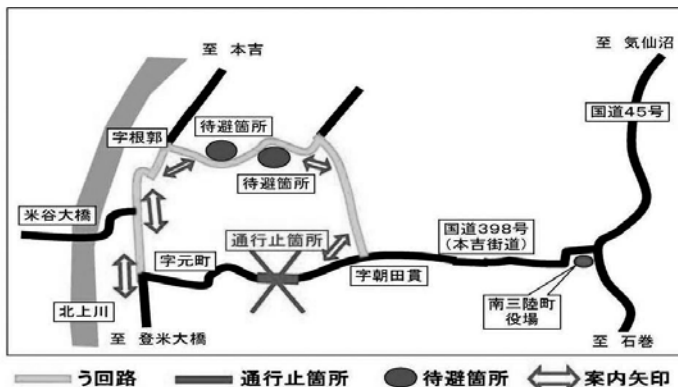 至 本吉
至 気仙沼
待避箇所
国道45号
字根郭
待避箇所
米谷大橋
通行止箇所
国道398号
(本吉街道)
字元町
字朝田貫
北上川
南三陸町
役場
至 登米大橋
至 石巻
う回路
通行止箇所
待避箇所
案内矢印